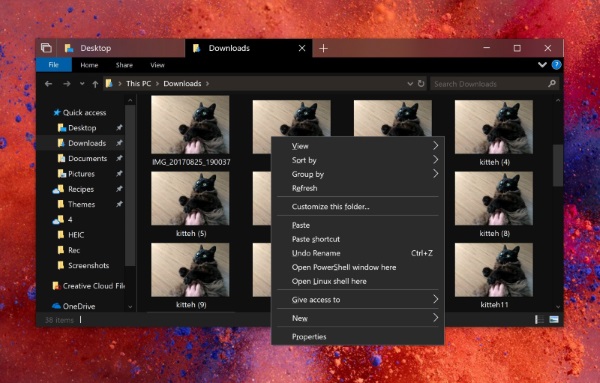 Desktop
Downloads
File Home Share View
This PC > Downloads >
Search Downloads
Quick access
Desktop
Downloads
Documents
Pictures
Recipes
Themes
4
HEIC
Rec
Screenshots
Creative Cloud File
OneDrive
38 items
IMG_20170825_190037
kitteh (4)
kitteh (5)
kitteh (8)
kitteh (9)
kitteh11
View
Sort by
Group by
Refresh
Customize this folder...
Paste
Paste shortcut
Undo Rename Ctrl+Z
Open PowerShell window here
Open Linux shell here
Give access to
New
Properties